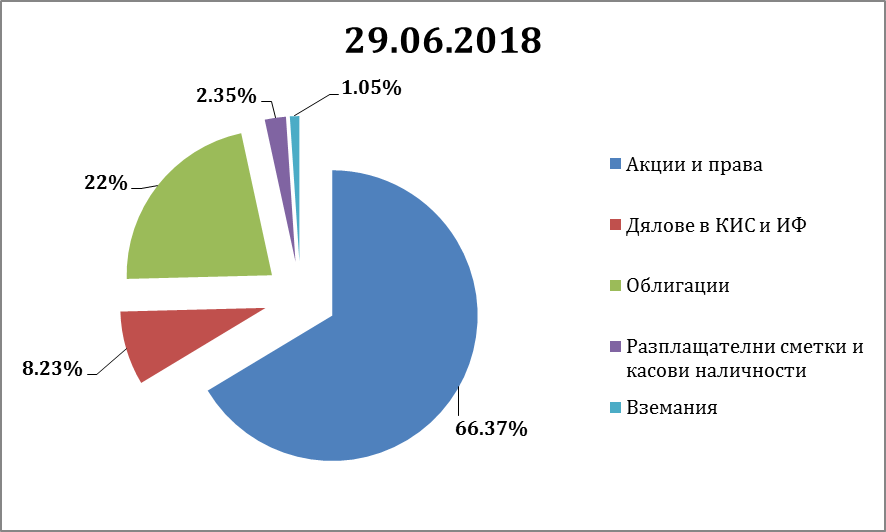 29.06.2018
2.35%
1.05%
22%
8.23%
66.37%
Акции и права
Дялове в КИС и ИФ
Облигации
Разплащателни сметки и
касови наличности
Вземания